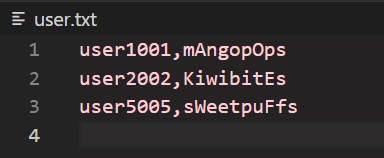 user.txt
1 user1001,mAngopOps
2 user2002,KiwibitEs
3 user5005,sWeetpuFfs
4